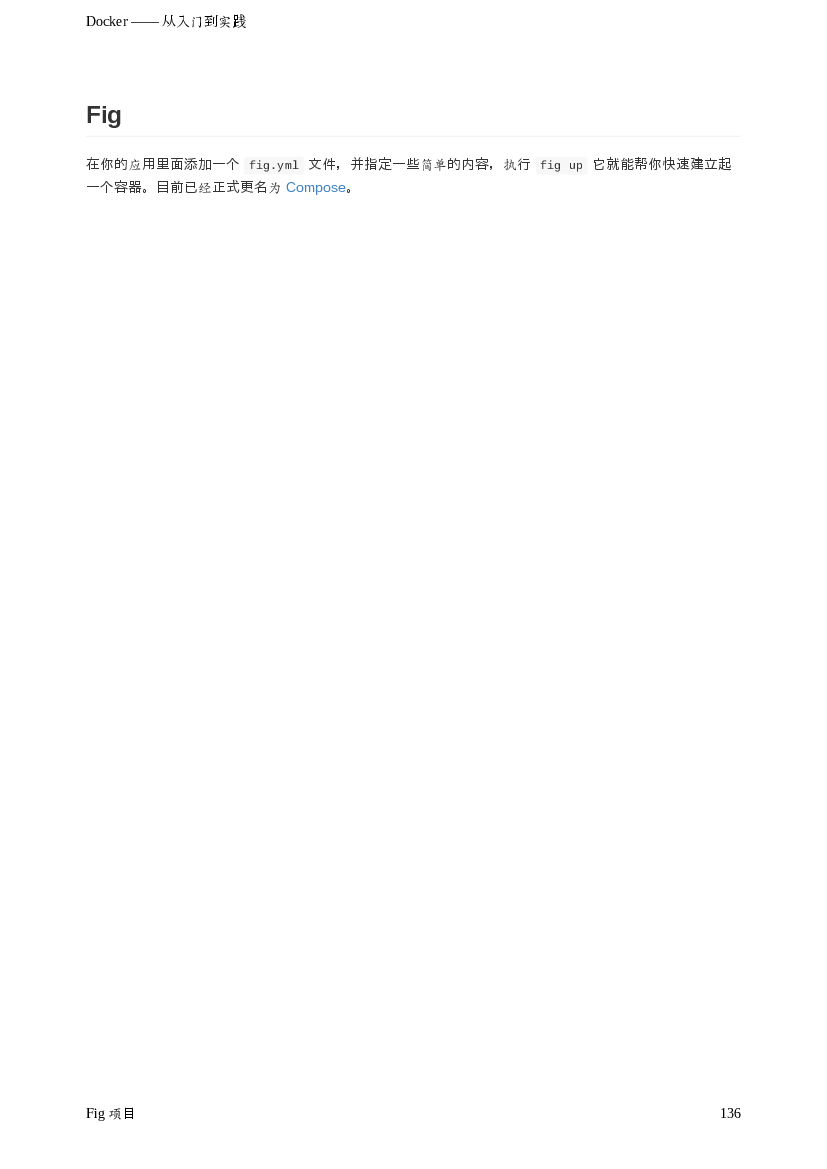 Docker —— 从入门到实践
Fig
在你的应用里面添加一个 fig.yml 文件，并指定一些简单的内容，执行 fig up 它就能帮你快速建立起
一个容器。目前已经正式更名为 Compose。
Fig 项目
136